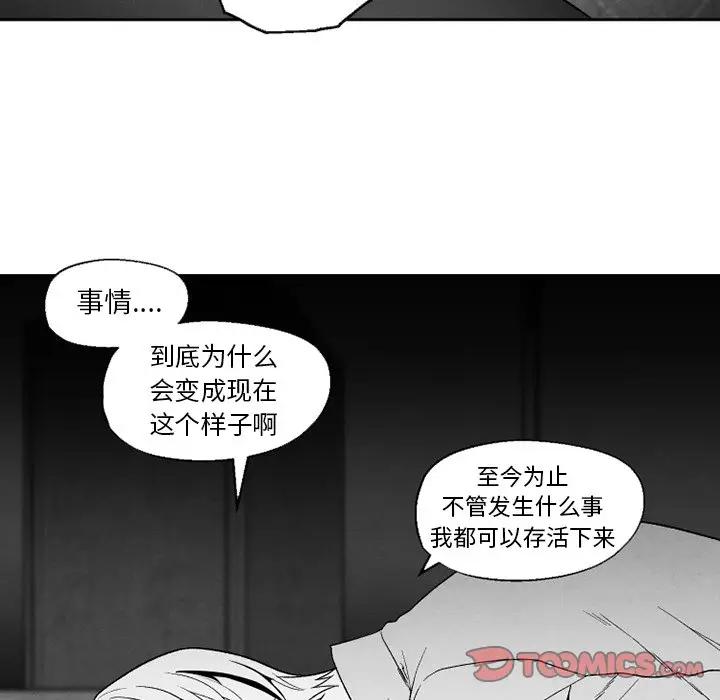 事情....
到底为什么
会变成现在
这个样子啊
至今为止
不管发生什么事
我都可以存活下来
TOOMICS
TOOMICS.com